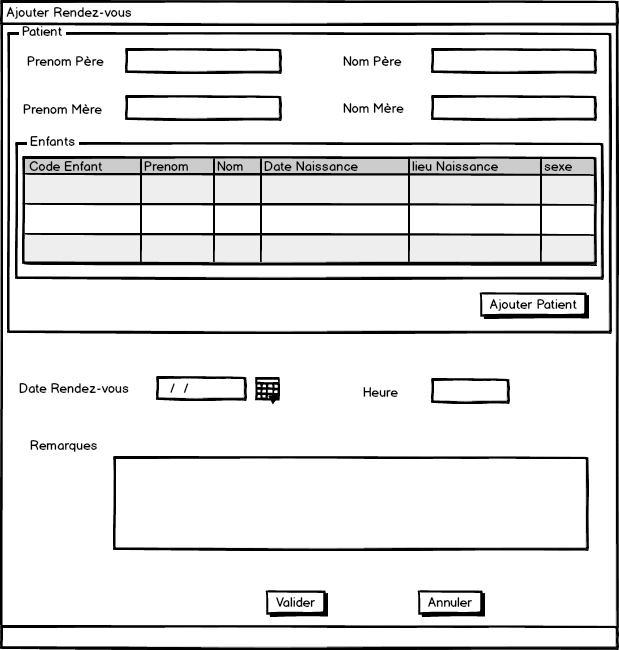 Ajouter Rendez-vous
Patient
Prenom Père Nom Père
Prenom Mère Nom Mère
Enfants
Code Enfant Prenom Nom Date Naissance lieu Naissance sexe
Ajouter Patient
Date Rendez-vous / / Heure
Remarques
Valider Annuler